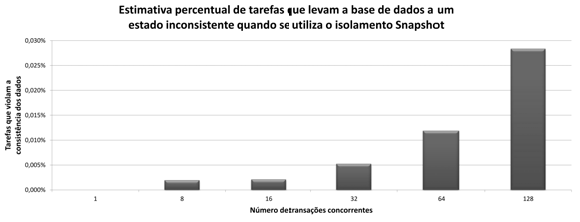 Estimativa percentual de tarefas que levam a base de dados a um
estado inconsistente quando se utiliza o isolamento Snapshot
Tarefas que violam a
consistência dos dados
0,030%
0,025%
0,020%
0,015%
0,010%
0,005%
0,000%
1 8 16 32 64 128
Número de transações concorrentes